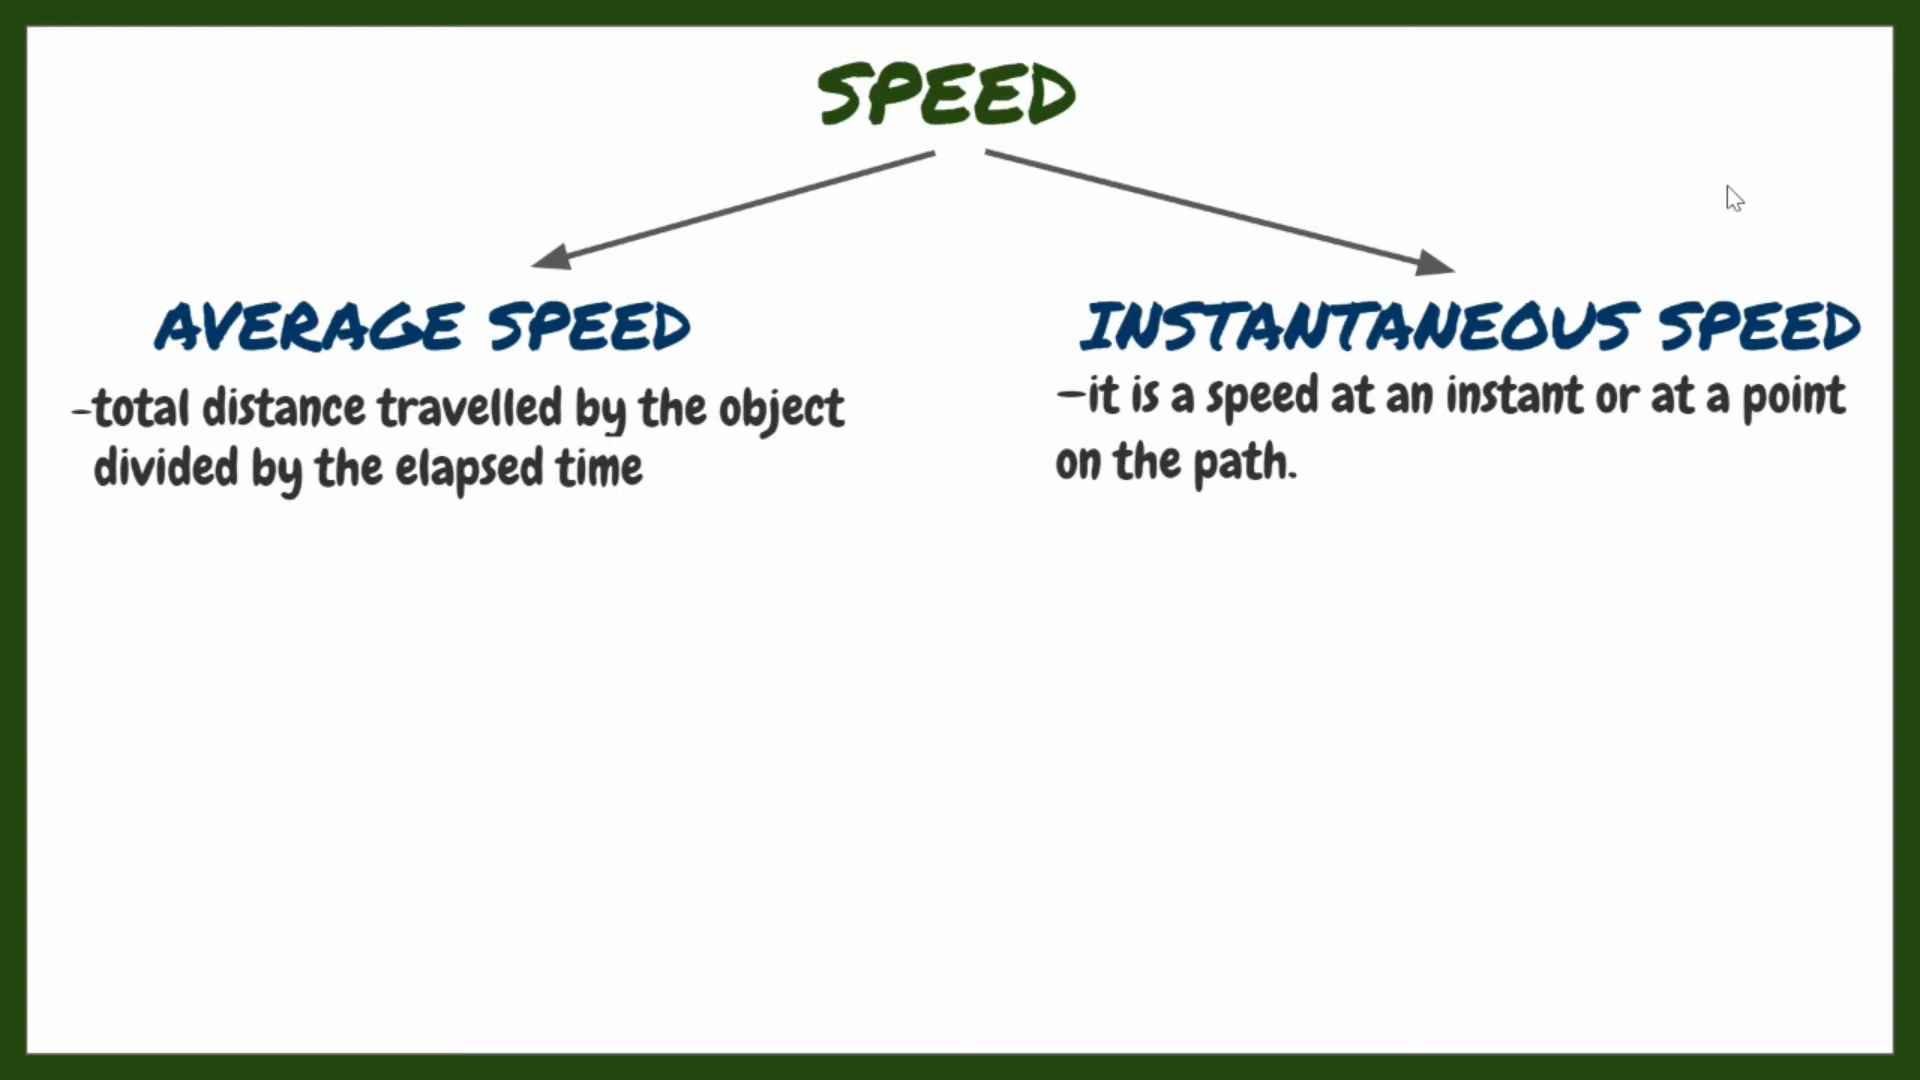 SPEED
AVERAGE SPEED
-total distance travelled by the object
divided by the elapsed time
INSTANTANEOUS SPEED
-it is a speed at an instant or at a point
on the path.